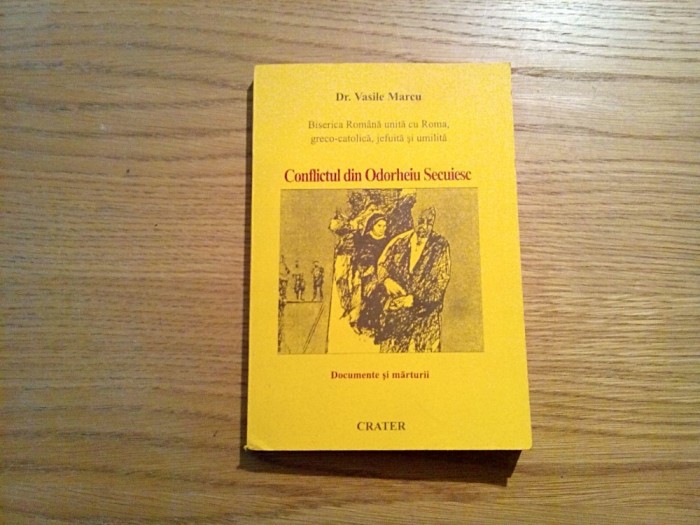 Dr. Vasile Marcu
Biserica Română unită cu Roma,
greco-catolică, jefuită și umilită
Conflictul din Odorheiu Secuiesc
Documente și mărturii
CRATER